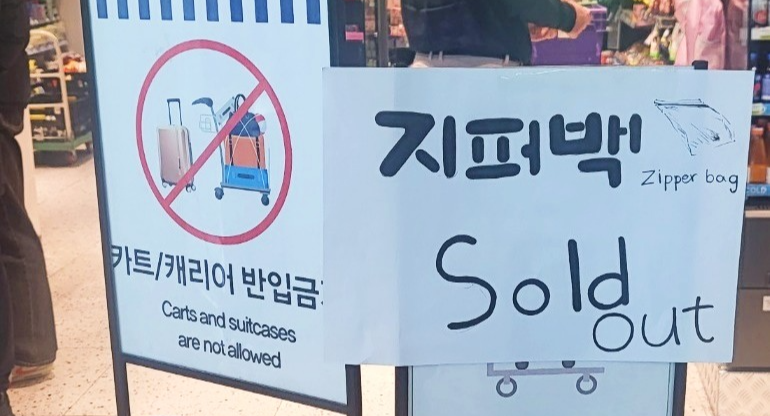 카트/캐리어 반입금
Carts and suitcases
are not allowed
지퍼백
Zipper bag
Sold
out